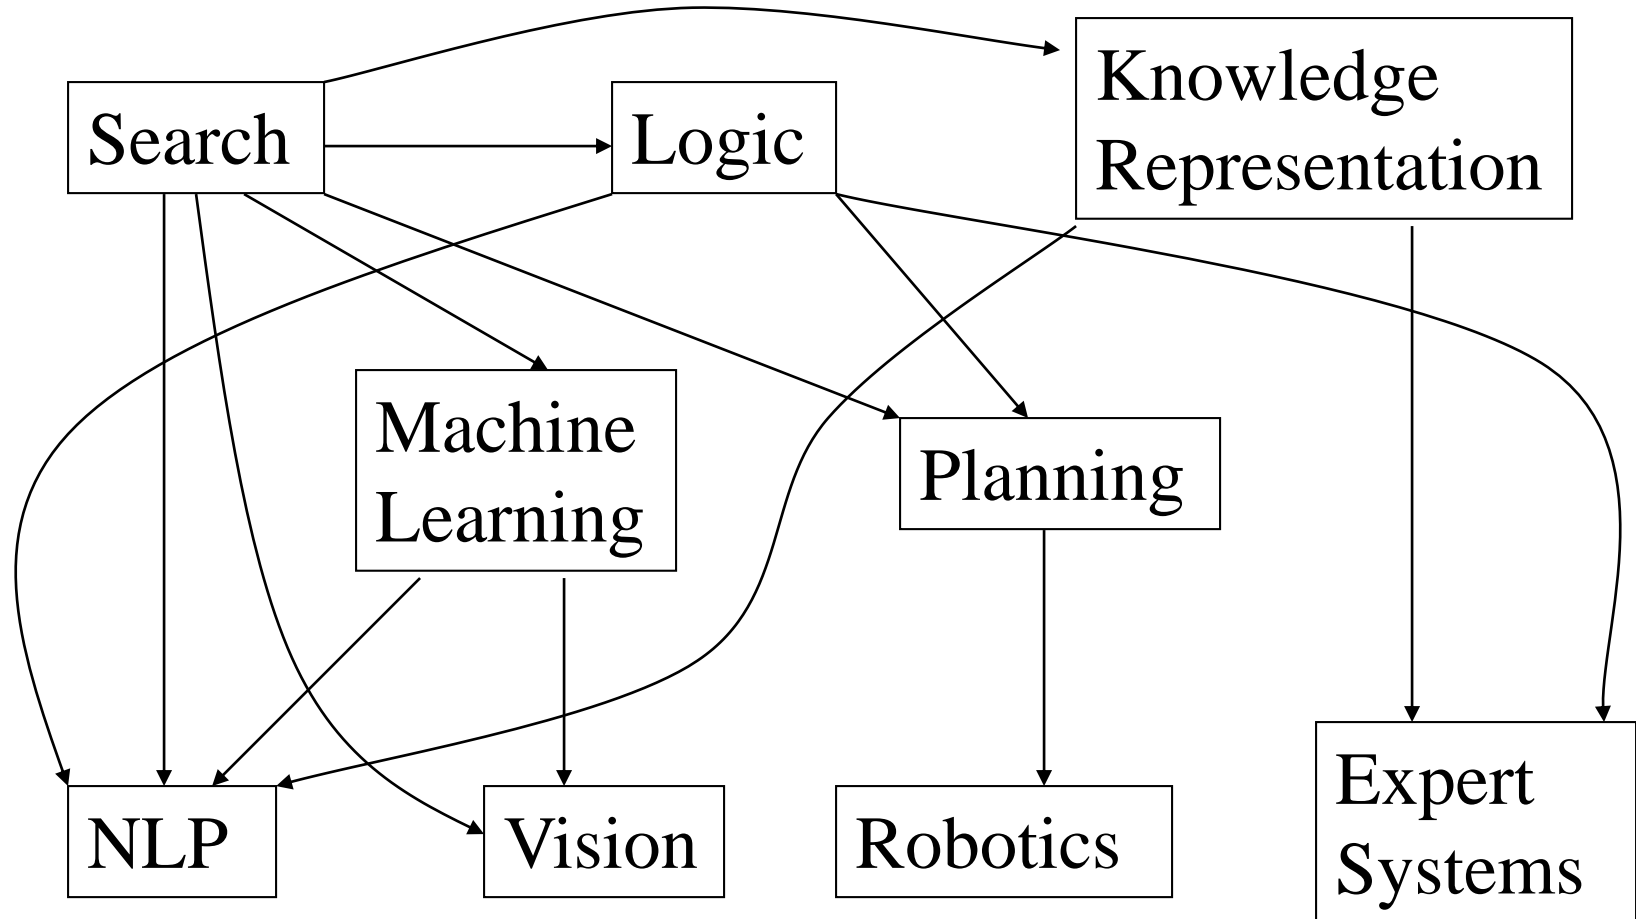 Search
Logic
Knowledge
Representation
Machine
Learning
Planning
NLP
Vision
Robotics
Expert
Systems